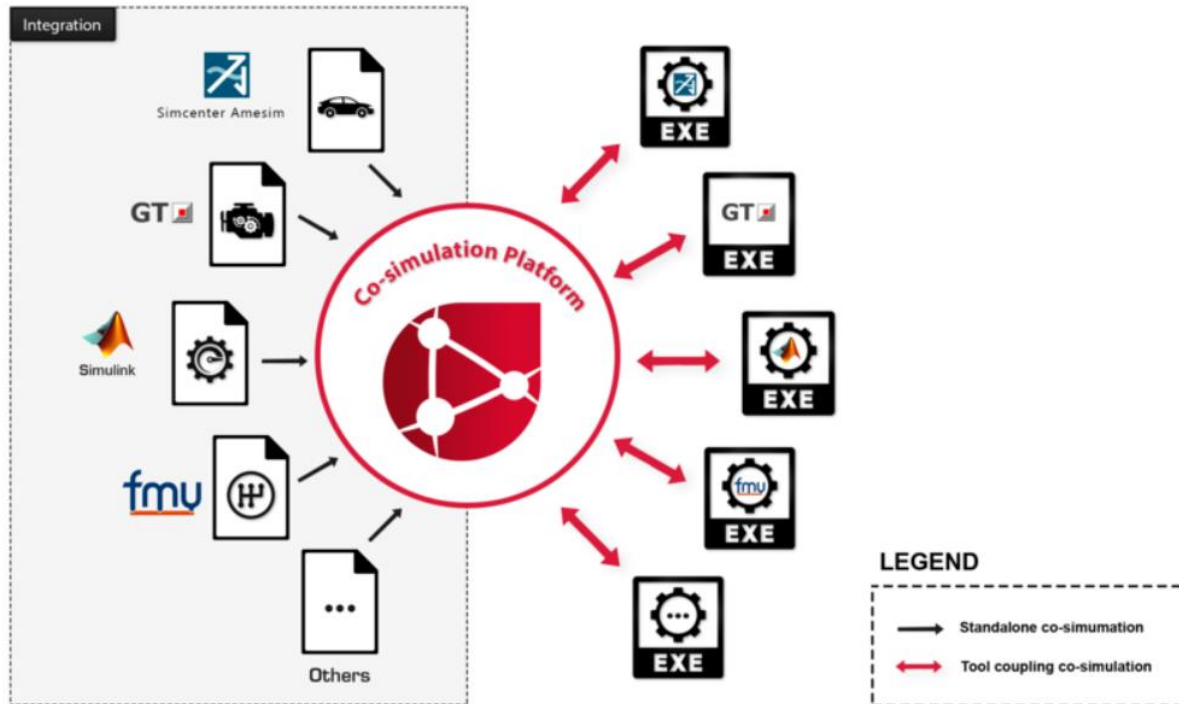 Integration
Simcenter Amesim
EXE
GT
GT
EXE
Co-simulation Platform
Simulink
EXE
fmu
fmu
EXE
...
Others
...
EXE
LEGEND
Standalone co-simumation
Tool coupling co-simulation